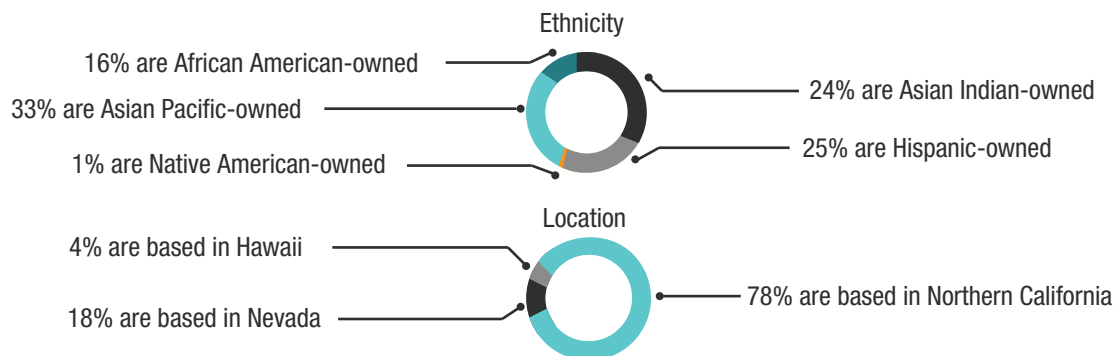 Ethnicity
16% are African American-owned
33% are Asian Pacific-owned
1% are Native American-owned
24% are Asian Indian-owned
25% are Hispanic-owned
Location
4% are based in Hawaii
18% are based in Nevada
78% are based in Northern California